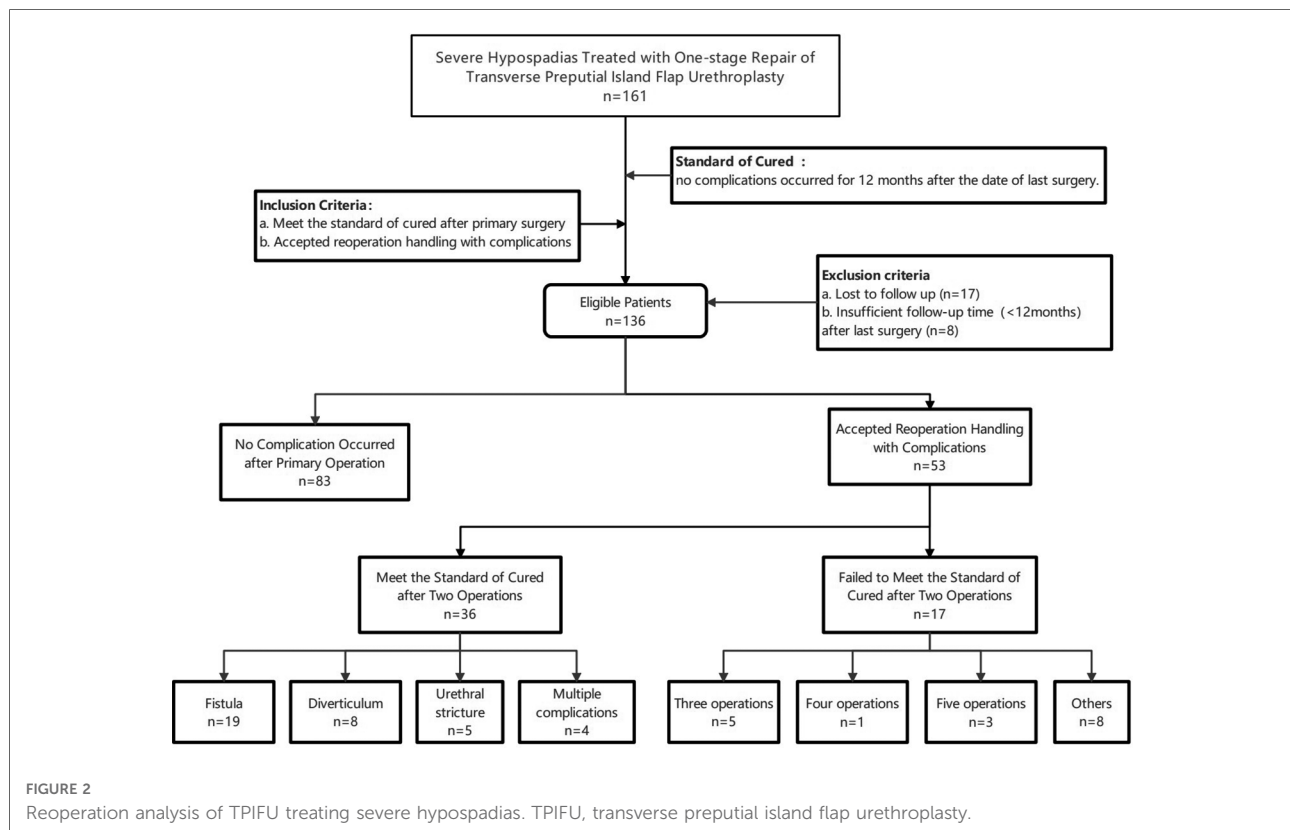 Severe Hypospadias Treated with One-stage Repair of
Transverse Preputial Island Flap Urethroplasty
n=161
Standard of Cured :
no complications occurred for 12 months after the date of last surgery.
Inclusion Criteria:
a. Meet the standard of cured after primary surgery
b. Accepted reoperation handling with complications
Exclusion criteria
a. Lost to follow up (n=17)
b. Insufficient follow-up time (<12months)
after last surgery (n=8)
Eligible Patients
n=136
No Complication Occurred
after Primary Operation
n=83
Accepted Reoperation Handling
with Complications
n=53
Meet the Standard of Cured
after Two Operations
n=36
Failed to Meet the Standard of
Cured after Two Operations
n=17
Fistula
n=19
Diverticulum
n=8
Urethral
stricture
n=5
Multiple
complications
n=4
Three operations
n=5
Four operations
n=1
Five operations
n=3
Others
n=8
FIGURE 2
Reoperation analysis of TPIFU treating severe hypospadias. TPIFU, transverse preputial island flap urethroplasty.